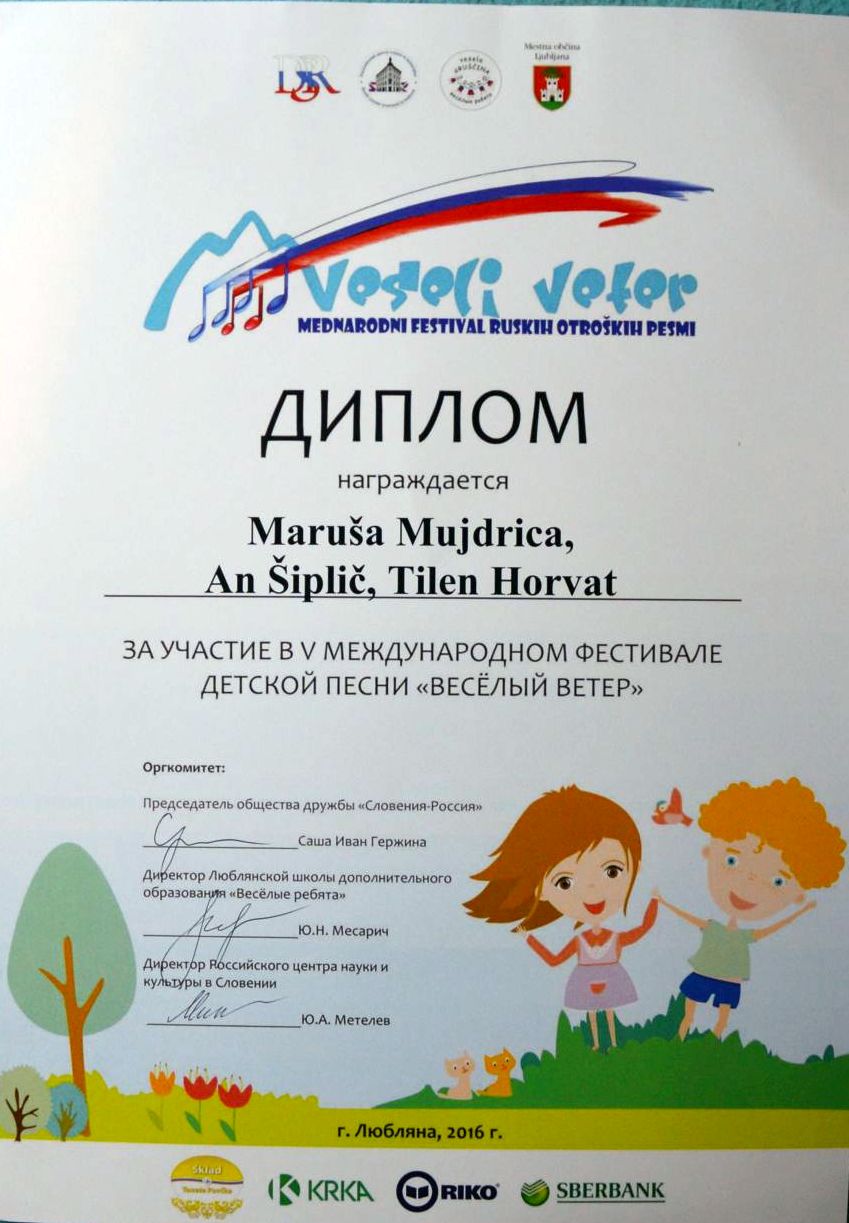 DSR
Mestna občina
Ljubljana
Veseli veter
MEDNARODNI FESTIVAL RUSKIH OTROŠKIH PESMI
ДИПЛОМ
награждается
Maruša Mujdrica,
An Šiplič, Tilen Horvat
ЗА УЧАСТИЕ В V МЕЖДУНАРОДНОМ ФЕСТИВАЛЕ
ДЕТСКОЙ ПЕСНИ «ВЕСЁЛЫЙ ВЕТЕР»
Оргкомитет:
Председатель общества дружбы «Словения-Россия»
Саша Иван Гержина
Директор Люблянской школы дополнительного
образования «Весёлые ребята»
Ю.Н. Месарич
Директор Российского центра науки и
культуры в Словении
Ю.А. Метелев
г. Любляна, 2016 г.
Sklad
KRKA
RIKO
SBERBANK